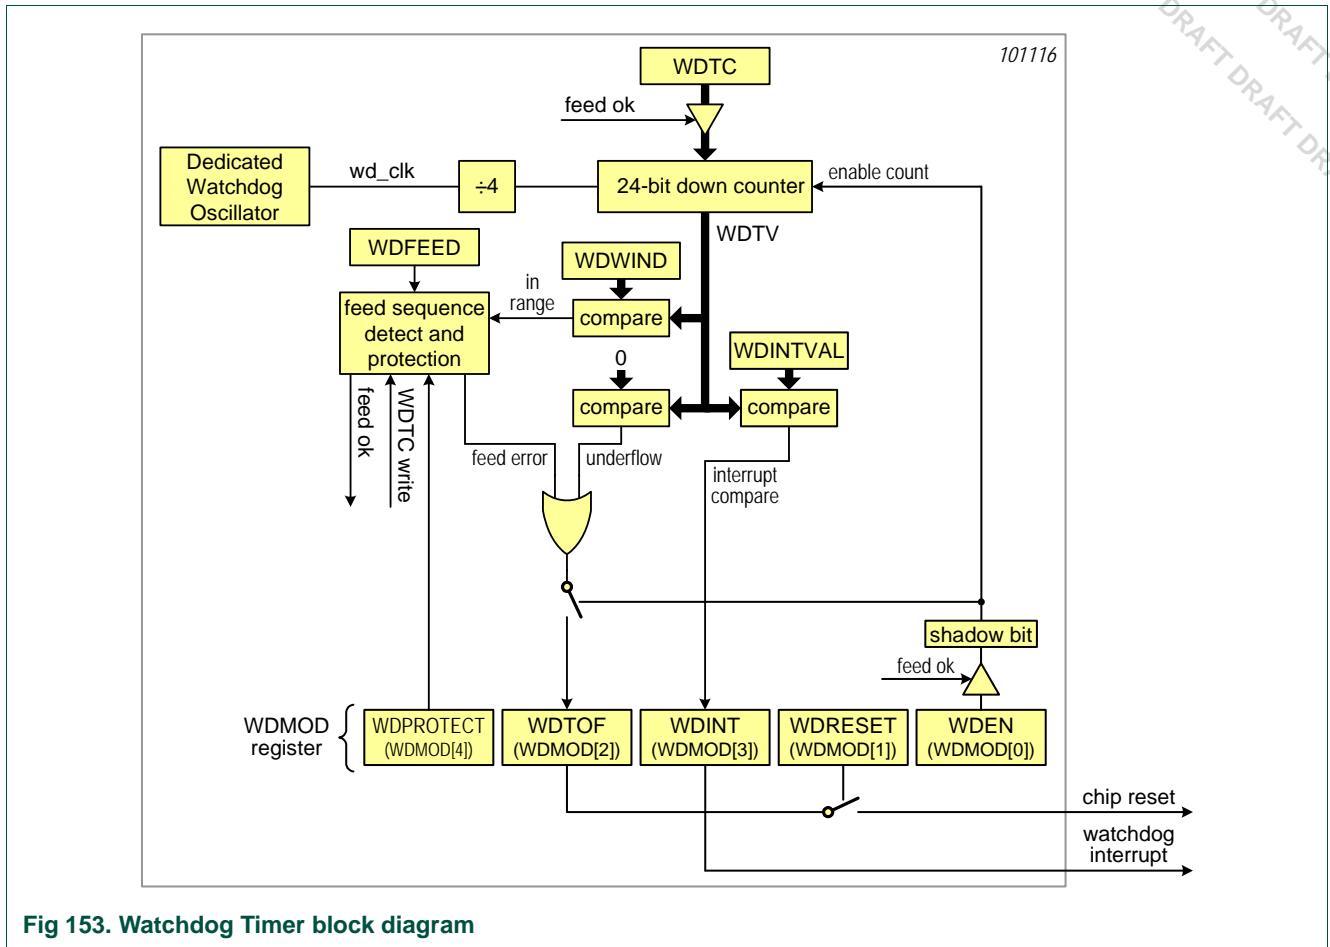 DRAFT
DRAFT DRAFT DR
101116
WDTC
feed ok
Dedicated
Watchdog
Oscillator
wd_clk
÷4
24-bit down counter
enable count
WDTV
WDFEED
WDWIND
in
range
feed sequence
detect and
protection
compare
WDINTVAL
0
compare
compare
feed ok
WDTC write
feed error
underflow
interrupt
compare
shadow bit
feed ok
WDMOD
register
WDPROTECT
(WDMOD[4])
WDTOF
(WDMOD[2])
WDINT
(WDMOD[3])
WDRESET
(WDMOD[1])
WDEN
(WDMOD[0])
chip reset
watchdog
interrupt
Fig 153. Watchdog Timer block diagram